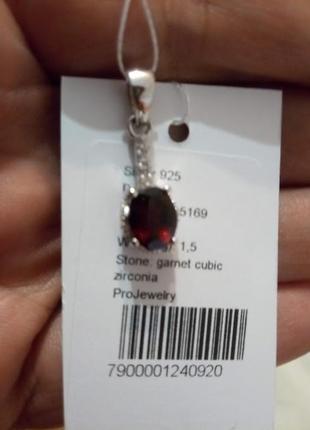 925
5169
1,5
Stone: garnet cubic
zirconia
ProJewelry
7900001240920